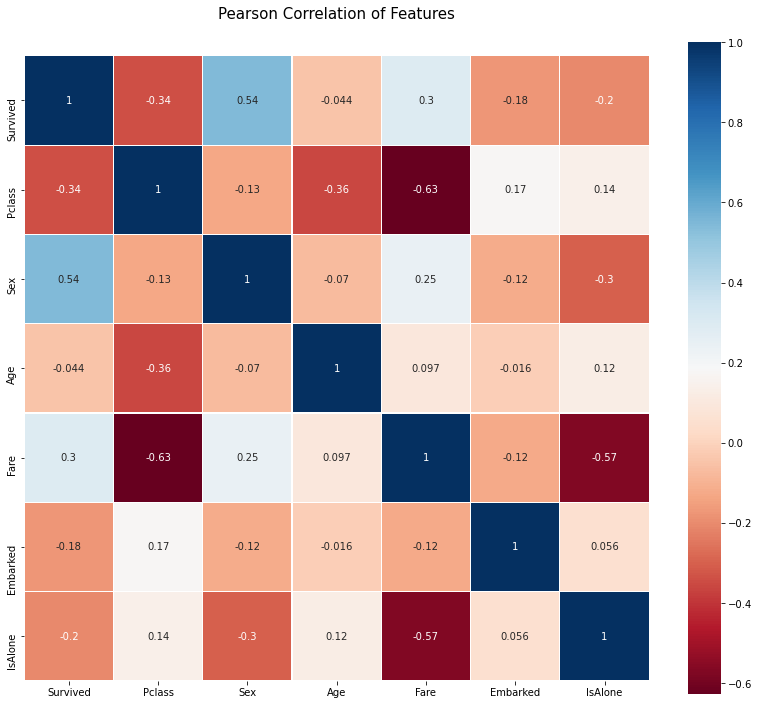 Pearson Correlation of Features
Survived 1 -0.34 0.54 -0.044 0.3 -0.18 -0.2
Pclass -0.34 1 -0.13 -0.36 -0.63 0.17 0.14
Sex 0.54 -0.13 1 -0.07 0.25 -0.12 -0.3
Age -0.044 -0.36 -0.07 1 0.097 -0.016 0.12
Fare 0.3 -0.63 0.25 0.097 1 -0.12 -0.57
Embarked -0.18 0.17 -0.12 -0.016 -0.12 1 0.056
IsAlone -0.2 0.14 -0.3 0.12 -0.57 0.056 1
Survived Pclass Sex Age Fare Embarked IsAlone
1.0
0.8
0.6
0.4
0.2
0.0
−0.2
−0.4
−0.6